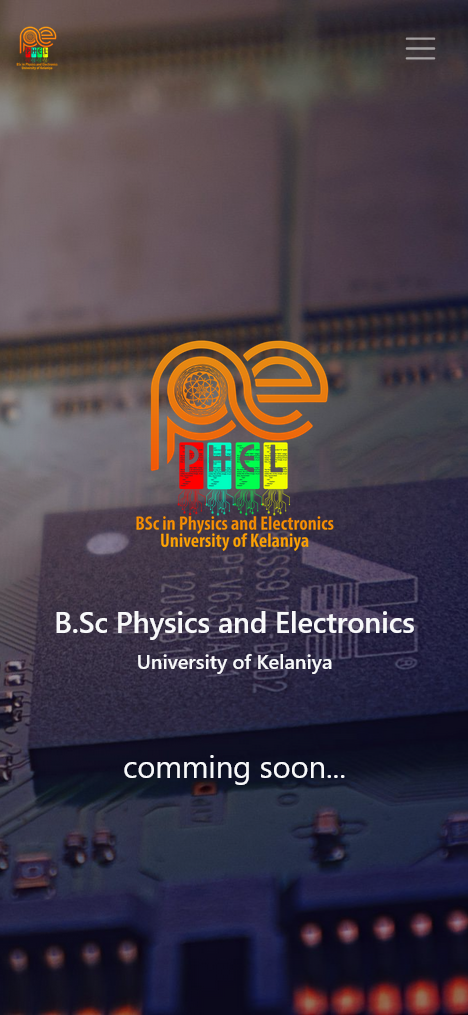 BSc in Physics and Electronics
University of Kelaniya
PHEL
BSc in Physics and Electronics
University of Kelaniya
B.Sc Physics and Electronics
University of Kelaniya
comming soon...